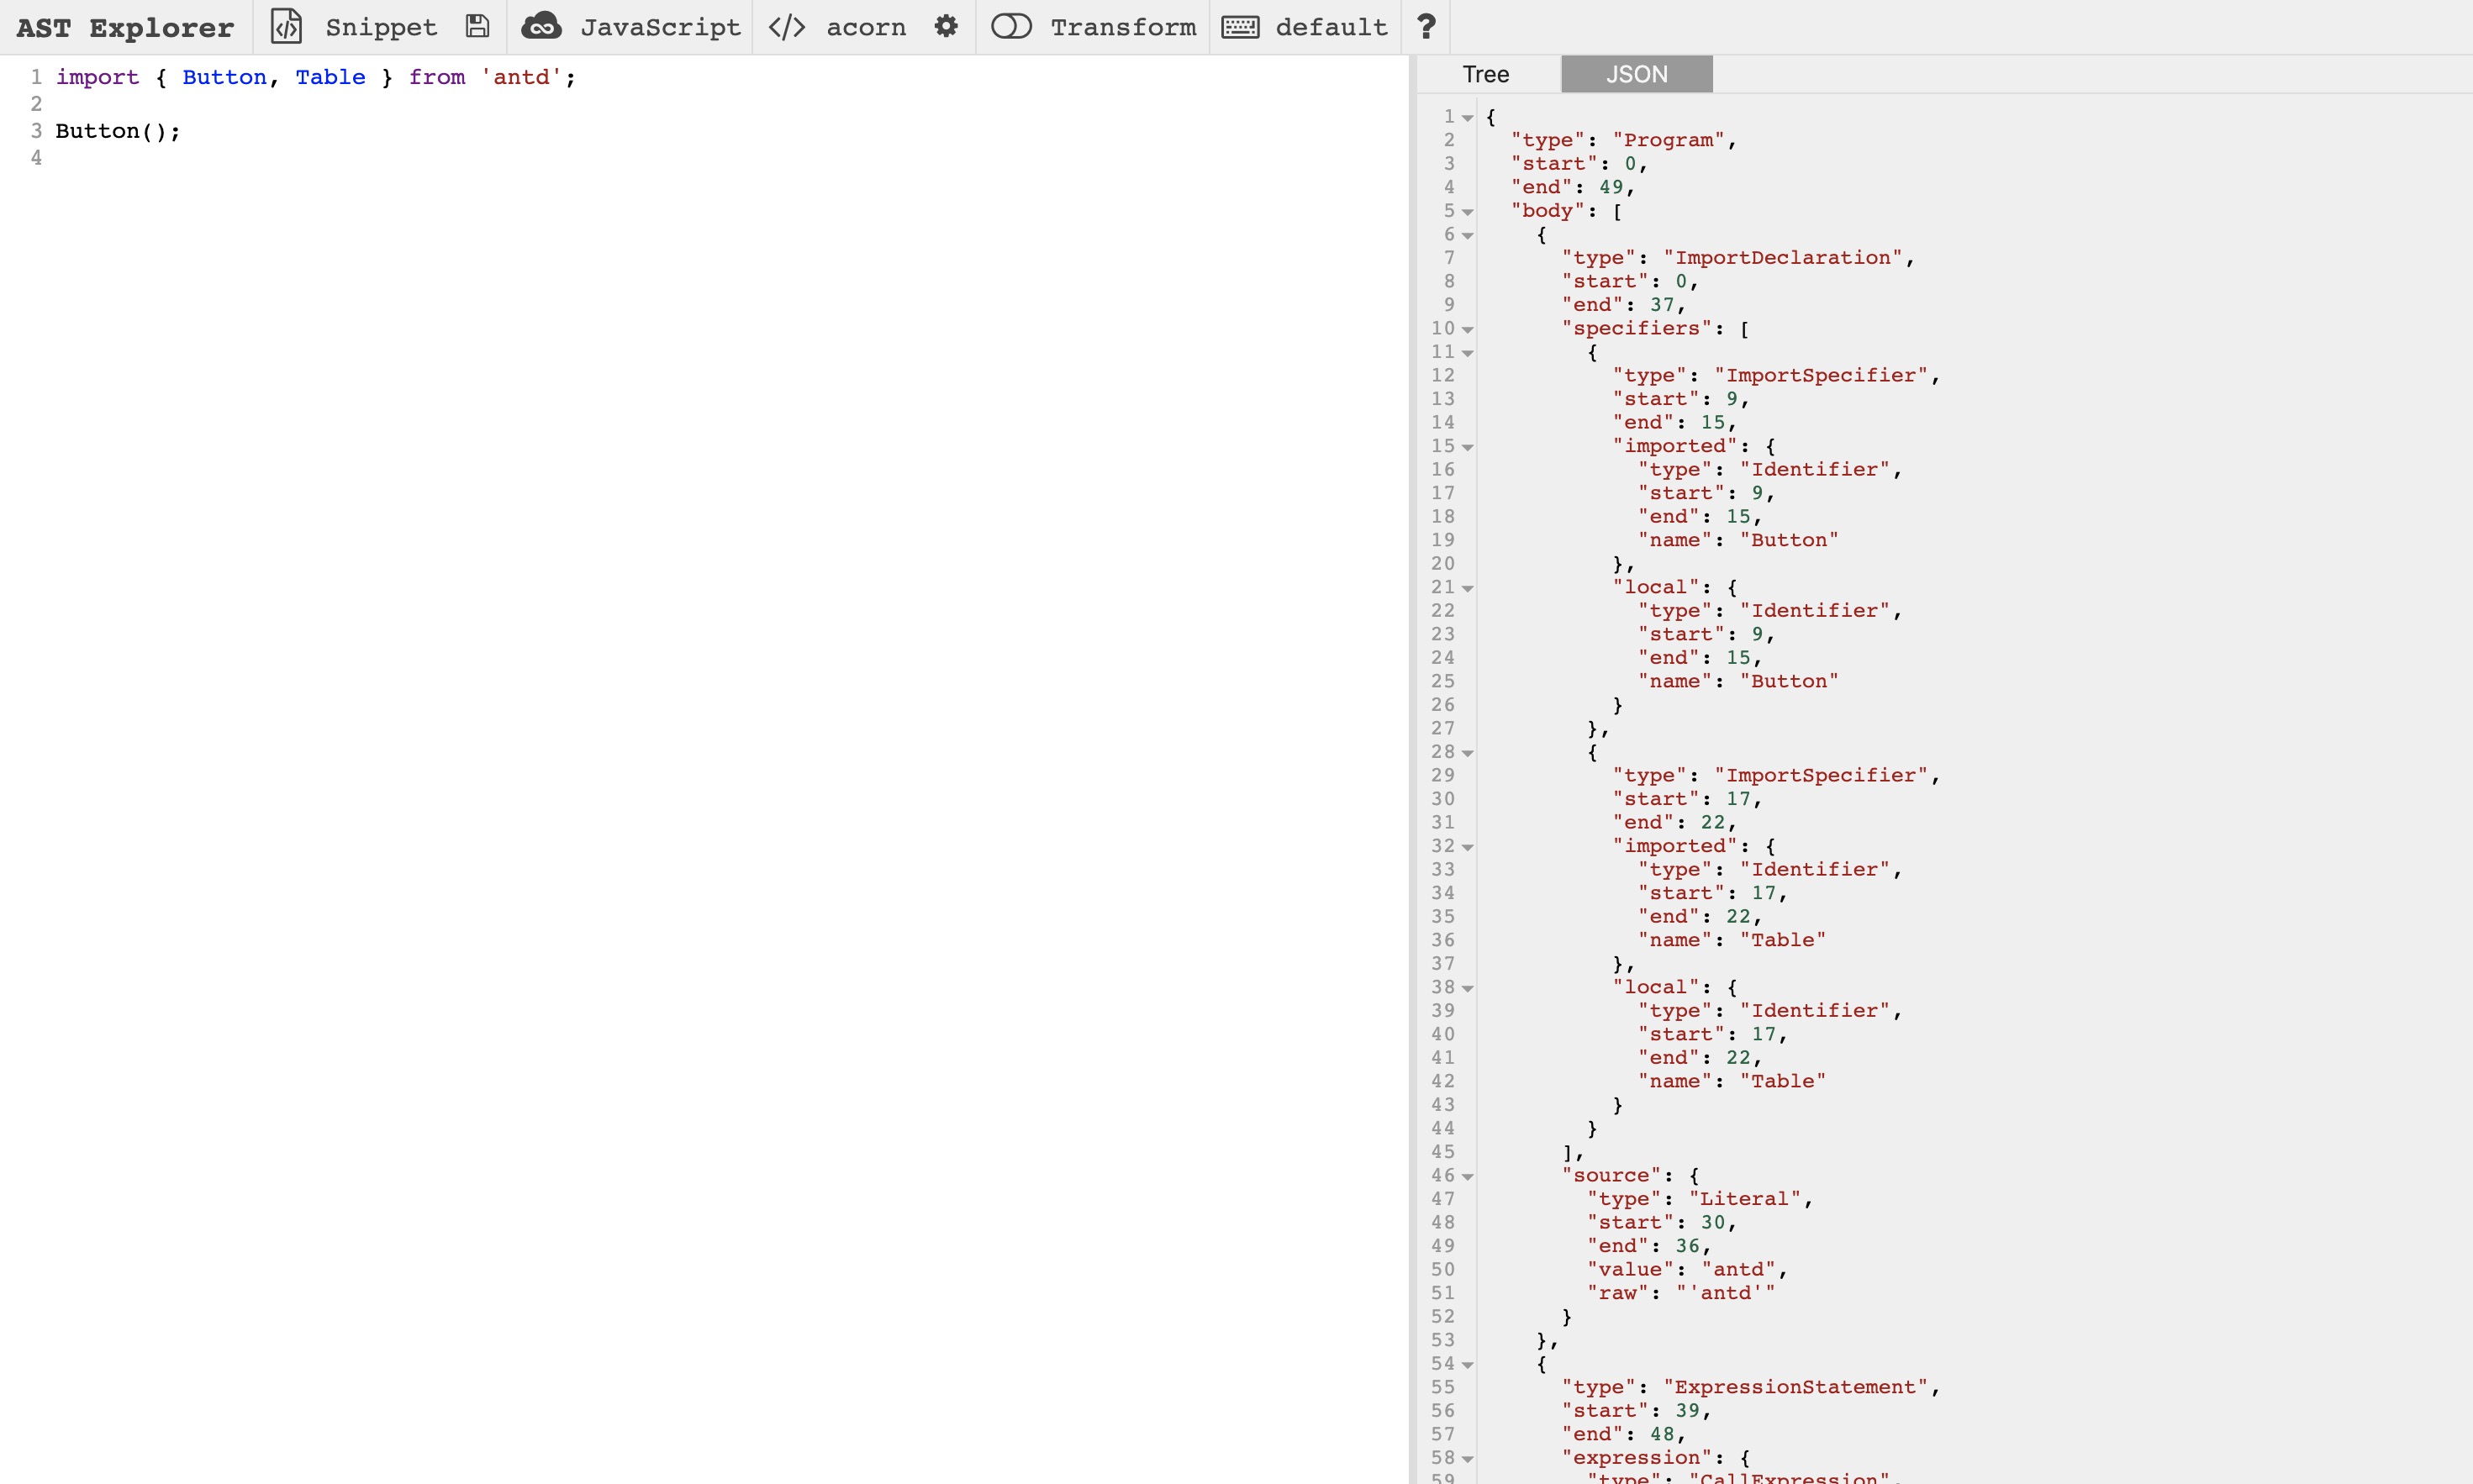 AST Explorer Snippet JavaScript </> acorn Transform default ?
1 import { Button, Table } from 'antd';
2
3 Button();
4
Tree JSON
1 {
2 "type": "Program",
3 "start": 0,
4 "end": 49,
5 "body": [
6 {
7 "type": "ImportDeclaration",
8 "start": 0,
9 "end": 37,
10 "specifiers": [
11 {
12 "type": "ImportSpecifier",
13 "start": 9,
14 "end": 15,
15 "imported": {
16 "type": "Identifier",
17 "start": 9,
18 "end": 15,
19 "name": "Button"
20 },
21 "local": {
22 "type": "Identifier",
23 "start": 9,
24 "end": 15,
25 "name": "Button"
26 }
27 },
28 {
29 "type": "ImportSpecifier",
30 "start": 17,
31 "end": 22,
32 "imported": {
33 "type": "Identifier",
34 "start": 17,
35 "end": 22,
36 "name": "Table"
37 },
38 "local": {
39 "type": "Identifier",
40 "start": 17,
41 "end": 22,
42 "name": "Table"
43 }
44 }
45 ],
46 "source": {
47 "type": "Literal",
48 "start": 30,
49 "end": 36,
50 "value": "antd",
51 "raw": "'antd'"
52 }
53 },
54 {
55 "type": "ExpressionStatement",
56 "start": 39,
57 "end": 48,
58 "expression": {
59 "type": "CallExpression",